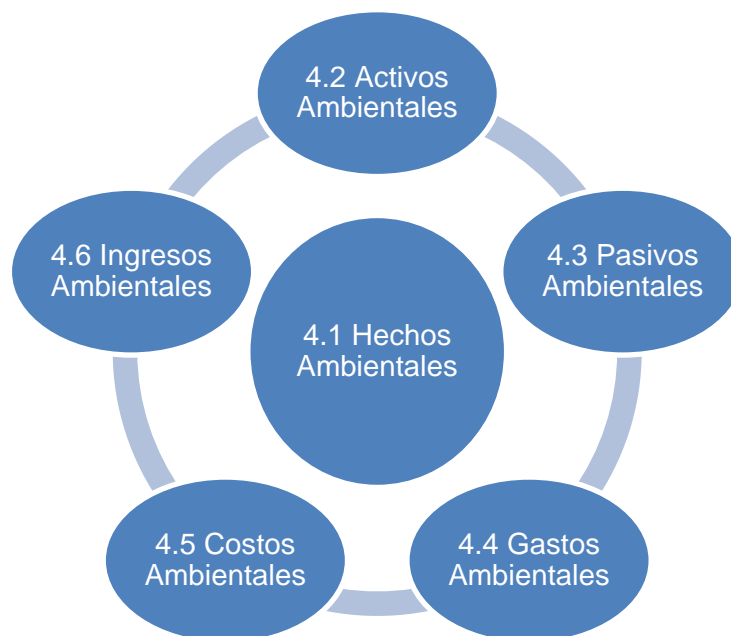 4.2 Activos
Ambientales
4.6 Ingresos
Ambientales
4.3 Pasivos
Ambientales
4.1 Hechos
Ambientales
4.5 Costos
Ambientales
4.4 Gastos
Ambientales